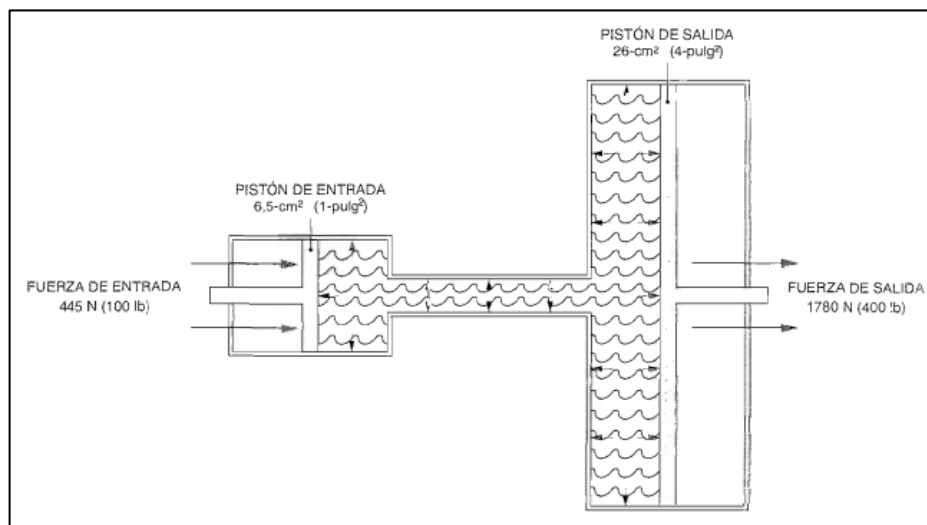 PISTÓN DE SALIDA
26-cm² (4-pulg²)
PISTÓN DE ENTRADA
6,5-cm² (1-pulg²)
FUERZA DE ENTRADA
445 N (100 lb)
FUERZA DE SALIDA
1780 N (400 lb)